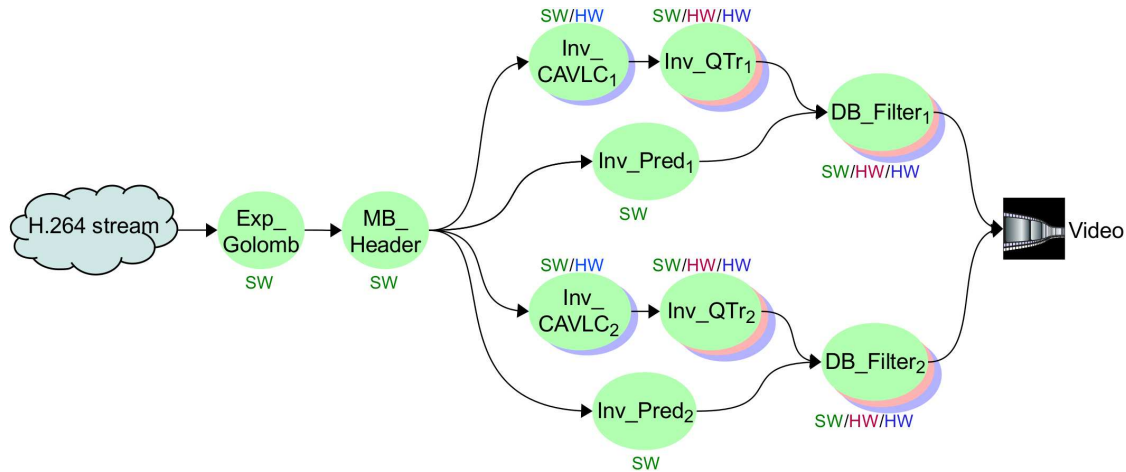 SW/HW
SW/HW/HW
Inv_
CAVLC1
Inv_QTr1
DB_Filter1
SW/HW/HW
Inv_Pred1
SW
H.264 stream
Exp_
Golomb
SW
MB_
Header
SW
Video
SW/HW
SW/HW/HW
Inv_
CAVLC2
Inv_QTr2
DB_Filter2
SW/HW/HW
Inv_Pred2
SW